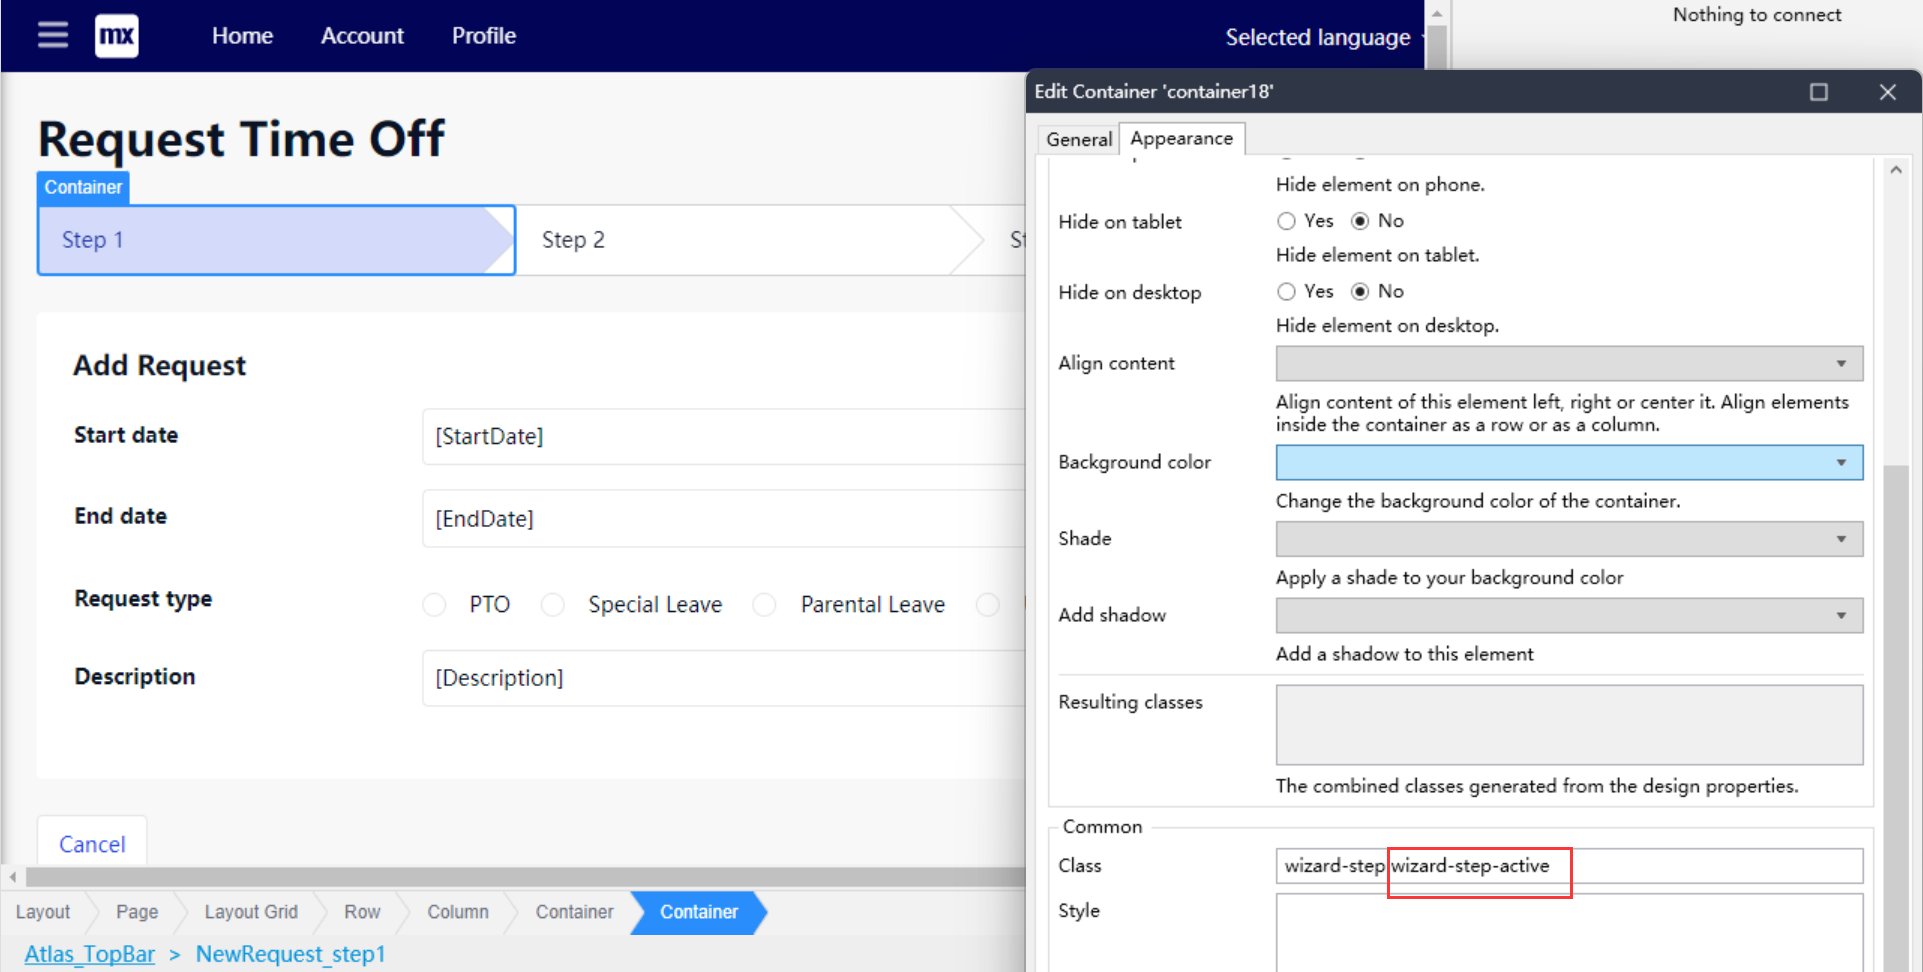 mx Home Account Profile Selected language
Nothing to connect
Request Time Off
Container
Step 1
Step 2
Add Request
Start date [StartDate]
End date [EndDate]
Request type PTO Special Leave Parental Leave
Description [Description]
Cancel
Layout Page Layout Grid Row Column Container Container
Atlas_TopBar > NewRequest_step1
Edit Container 'container18'
General Appearance
Hide element on phone.
Hide on tablet Yes No
Hide element on tablet.
Hide on desktop Yes No
Hide element on desktop.
Align content
Align content of this element left, right or center it. Align elements
inside the container as a row or as a column.
Background color
Change the background color of the container.
Shade
Apply a shade to your background color
Add shadow
Add a shadow to this element
Resulting classes
The combined classes generated from the design properties.
Common
Class wizard-step wizard-step-active
Style